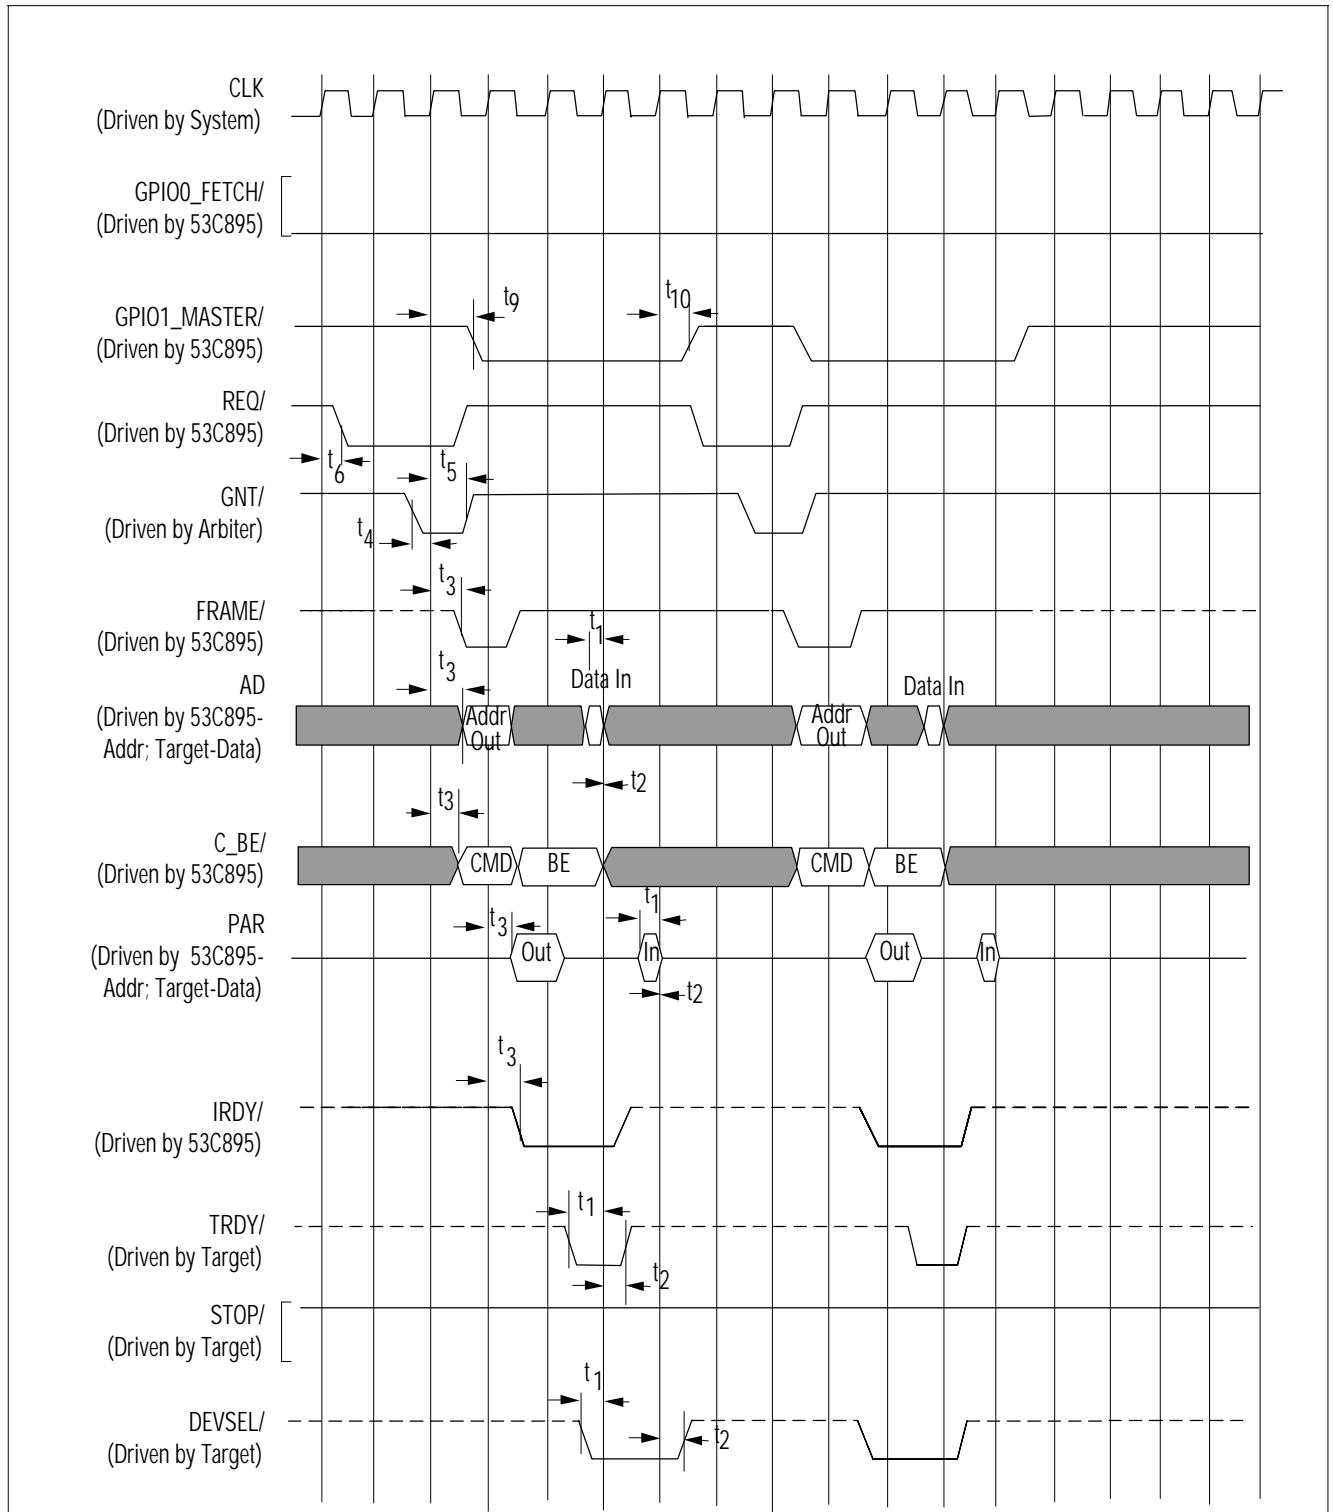 CLK
(Driven by System)
GPIO0_FETCH/
(Driven by 53C895)
t9
t10
GPIO1_MASTER/
(Driven by 53C895)
REQ/
(Driven by 53C895)
t6
t5
GNT/
(Driven by Arbiter)
t4
t3
FRAME/
(Driven by 53C895)
t1
t3
Data In
Data In
AD
(Driven by 53C895-
Addr; Target-Data)
Addr
Out
Addr
Out
t2
t3
C_BE/
(Driven by 53C895)
CMD
BE
CMD
BE
t1
t3
PAR
(Driven by 53C895-
Addr; Target-Data)
Out
In
Out
In
t2
t3
IRDY/
(Driven by 53C895)
t1
TRDY/
(Driven by Target)
t2
STOP/
(Driven by Target)
t1
DEVSEL/
(Driven by Target)
t2